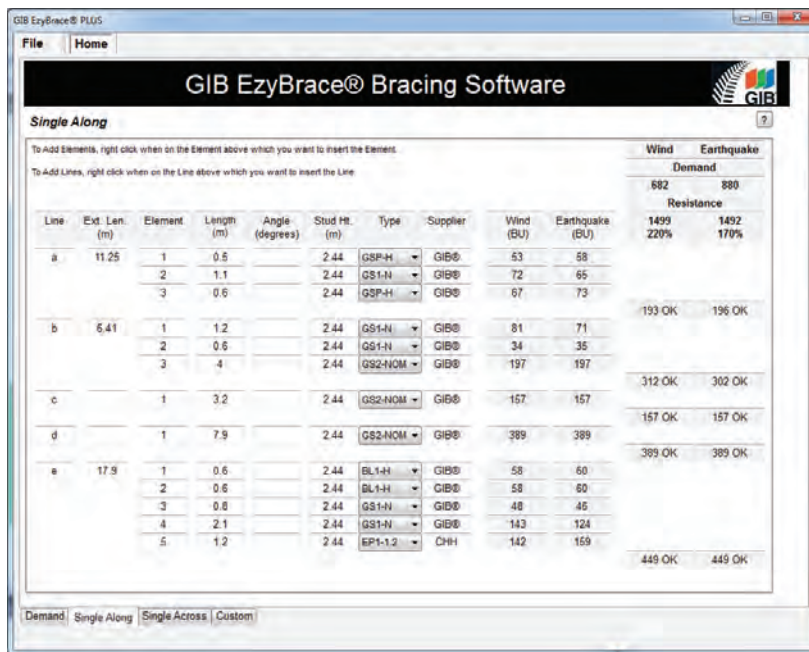 GIB EzyBrace® PLUS
File Home
GIB EzyBrace® Bracing Software
GIB
Single Along
?
To Add Elements, right click when on the Element above which you want to insert the Element
To Add Lines, right click when on the Line above which you want to insert the Line
Wind Earthquake
Demand
682 880
Resistance
Line Ext. Len. (m) Element Length (m) Angle (degrees) Stud Ht. (m) Type Supplier Wind (BU) Earthquake (BU) 1499 220% 1492 170%
a 11.25 1 0.5 2.44 GSP-H GIB® 53 58
2 1.1 2.44 GS1-N GIB® 72 65
3 0.6 2.44 GSP-H GIB® 67 73
193 OK 196 OK
b 6.41 1 1.2 2.44 GS1-N GIB® 81 71
2 0.6 2.44 GS1-N GIB® 34 35
3 4 2.44 GS2-NOM GIB® 197 197
312 OK 302 OK
c 1 3.2 2.44 GS2-NOM GIB® 157 157
157 OK 157 OK
d 1 7.9 2.44 GS2-NOM GIB® 389 389
389 OK 389 OK
e 17.9 1 0.6 2.44 BL1-H GIB® 58 60
2 0.6 2.44 BL1-H GIB® 58 60
3 0.8 2.44 GS1-N GIB® 48 46
4 2.1 2.44 GS1-N GIB® 143 124
5 1.2 2.44 EP1-1.2 CHH 142 159
449 OK 449 OK
Demand Single Along Single Across Custom